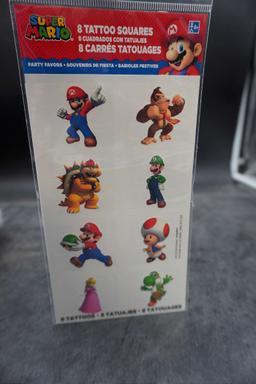 SUPER
MARIO
8 TATTOO SQUARES
8 CUADRADOS CON TATUAJES
8 CARRÉS TATOUAGES
PARTY FAVORS • SOUVENIRS DE FIESTA • BABIOLES FESTIVES
8 TATTOOS • 8 TATUAJES • 8 TATOUAGES